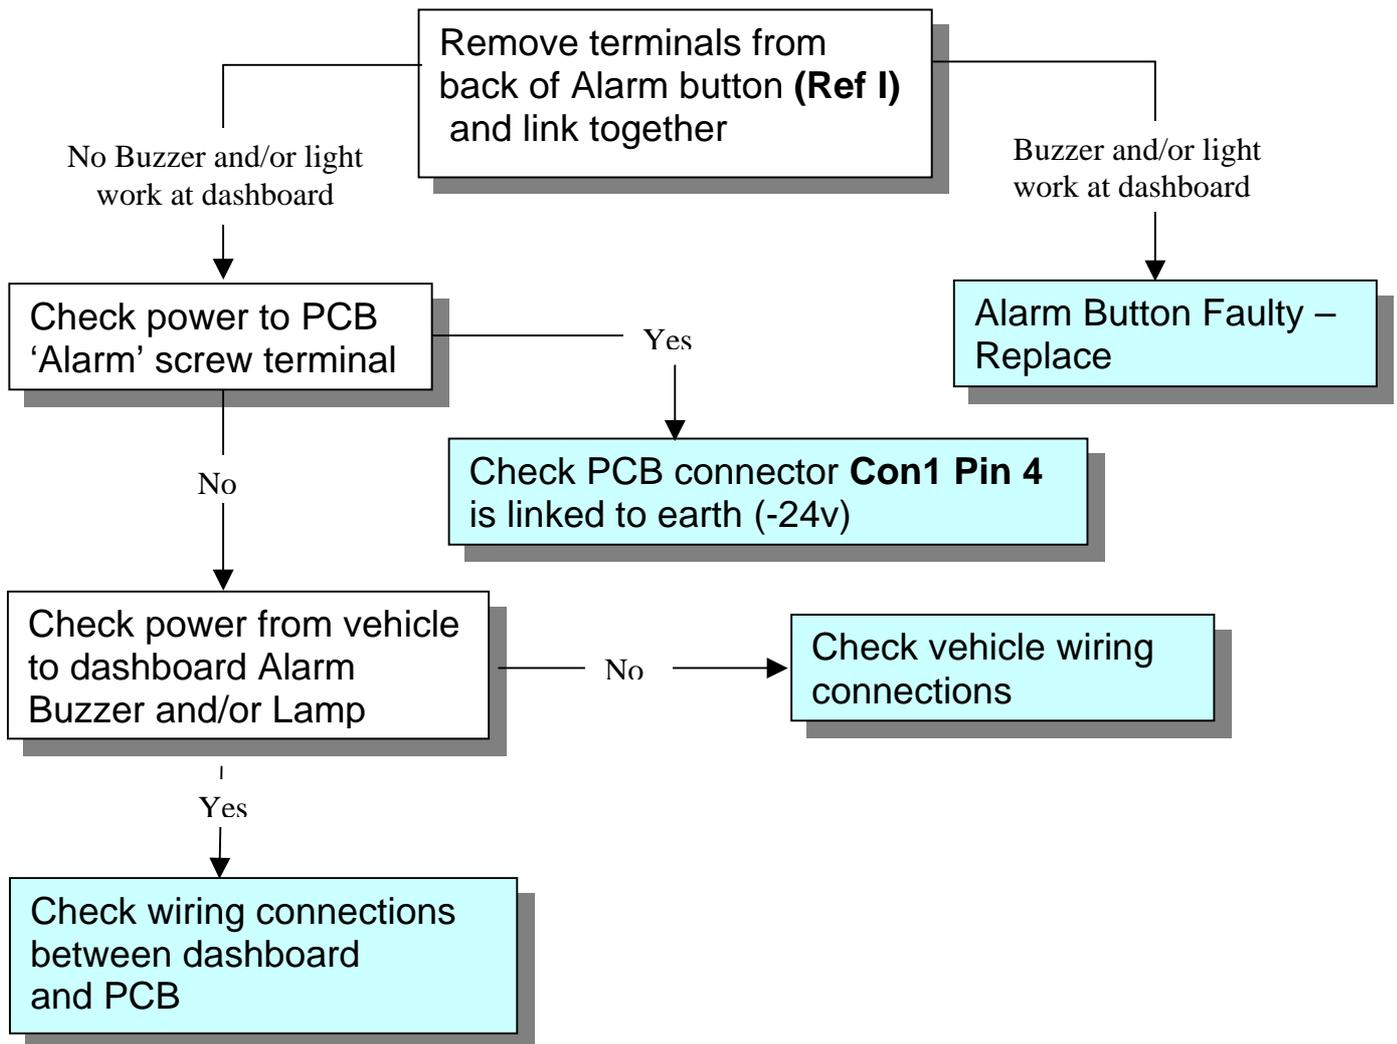 Remove terminals from
back of Alarm button (Ref I)
and link together
No Buzzer and/or light
work at dashboard
Buzzer and/or light
work at dashboard
Check power to PCB
‘Alarm’ screw terminal
Yes
Alarm Button Faulty –
Replace
No
Check PCB connector Con1 Pin 4
is linked to earth (-24v)
Check power from vehicle
to dashboard Alarm
Buzzer and/or Lamp
No
Check vehicle wiring
connections
Yes
Check wiring connections
between dashboard
and PCB